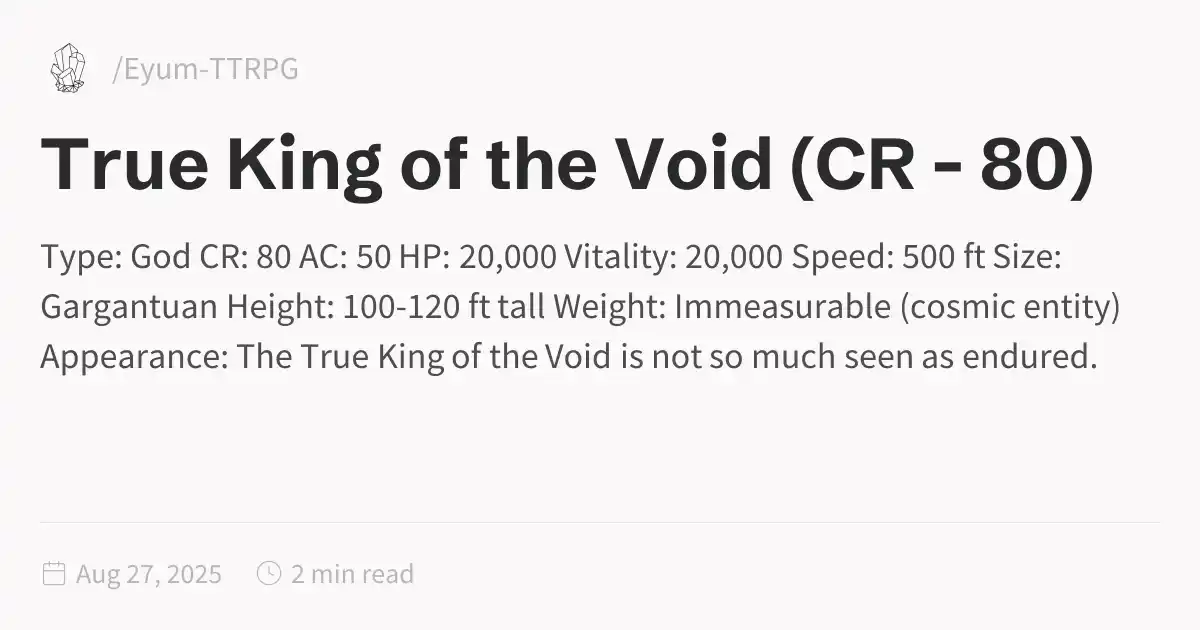 /Eyum-TTRPG
True King of the Void (CR - 80)
Type: God CR: 80 AC: 50 HP: 20,000 Vitality: 20,000 Speed: 500 ft Size:
Gargantuan Height: 100-120 ft tall Weight: Immeasurable (cosmic entity)
Appearance: The True King of the Void is not so much seen as endured.
Aug 27, 2025 2 min read